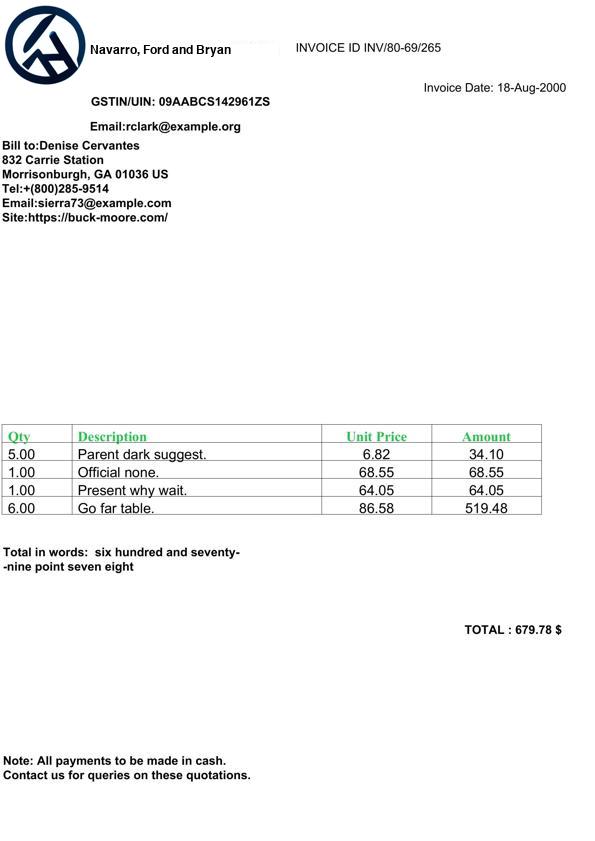 Navarro, Ford and Bryan
INVOICE ID INV/80-69/265
Invoice Date: 18-Aug-2000
GSTIN/UIN: 09AABCS142961ZS
Email:rclark@example.org
Bill to:Denise Cervantes
832 Carrie Station
Morrisonburgh, GA 01036 US
Tel:+(800)285-9514
Email:sierra73@example.com
Site:https://buck-moore.com/
Qty Description Unit Price Amount
5.00 Parent dark suggest. 6.82 34.10
1.00 Official none. 68.55 68.55
1.00 Present why wait. 64.05 64.05
6.00 Go far table. 86.58 519.48
Total in words:  six hundred and seventy-
-nine point seven eight
TOTAL : 679.78 $
Note: All payments to be made in cash.
Contact us for queries on these quotations.